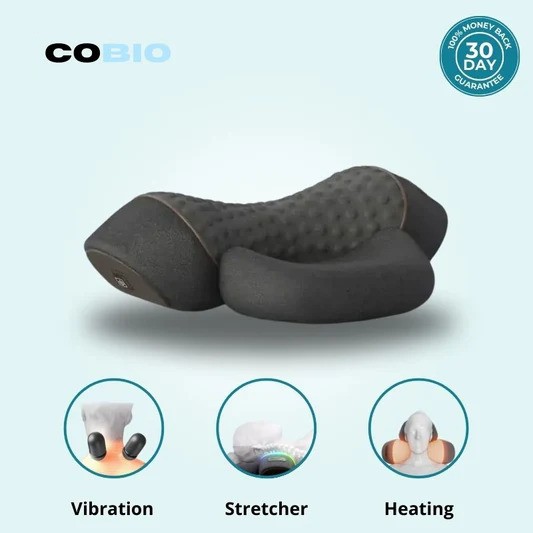 COBIO
100% MONEY BACK
30
DAY
GUARANTEE
Vibration
Stretcher
Heating